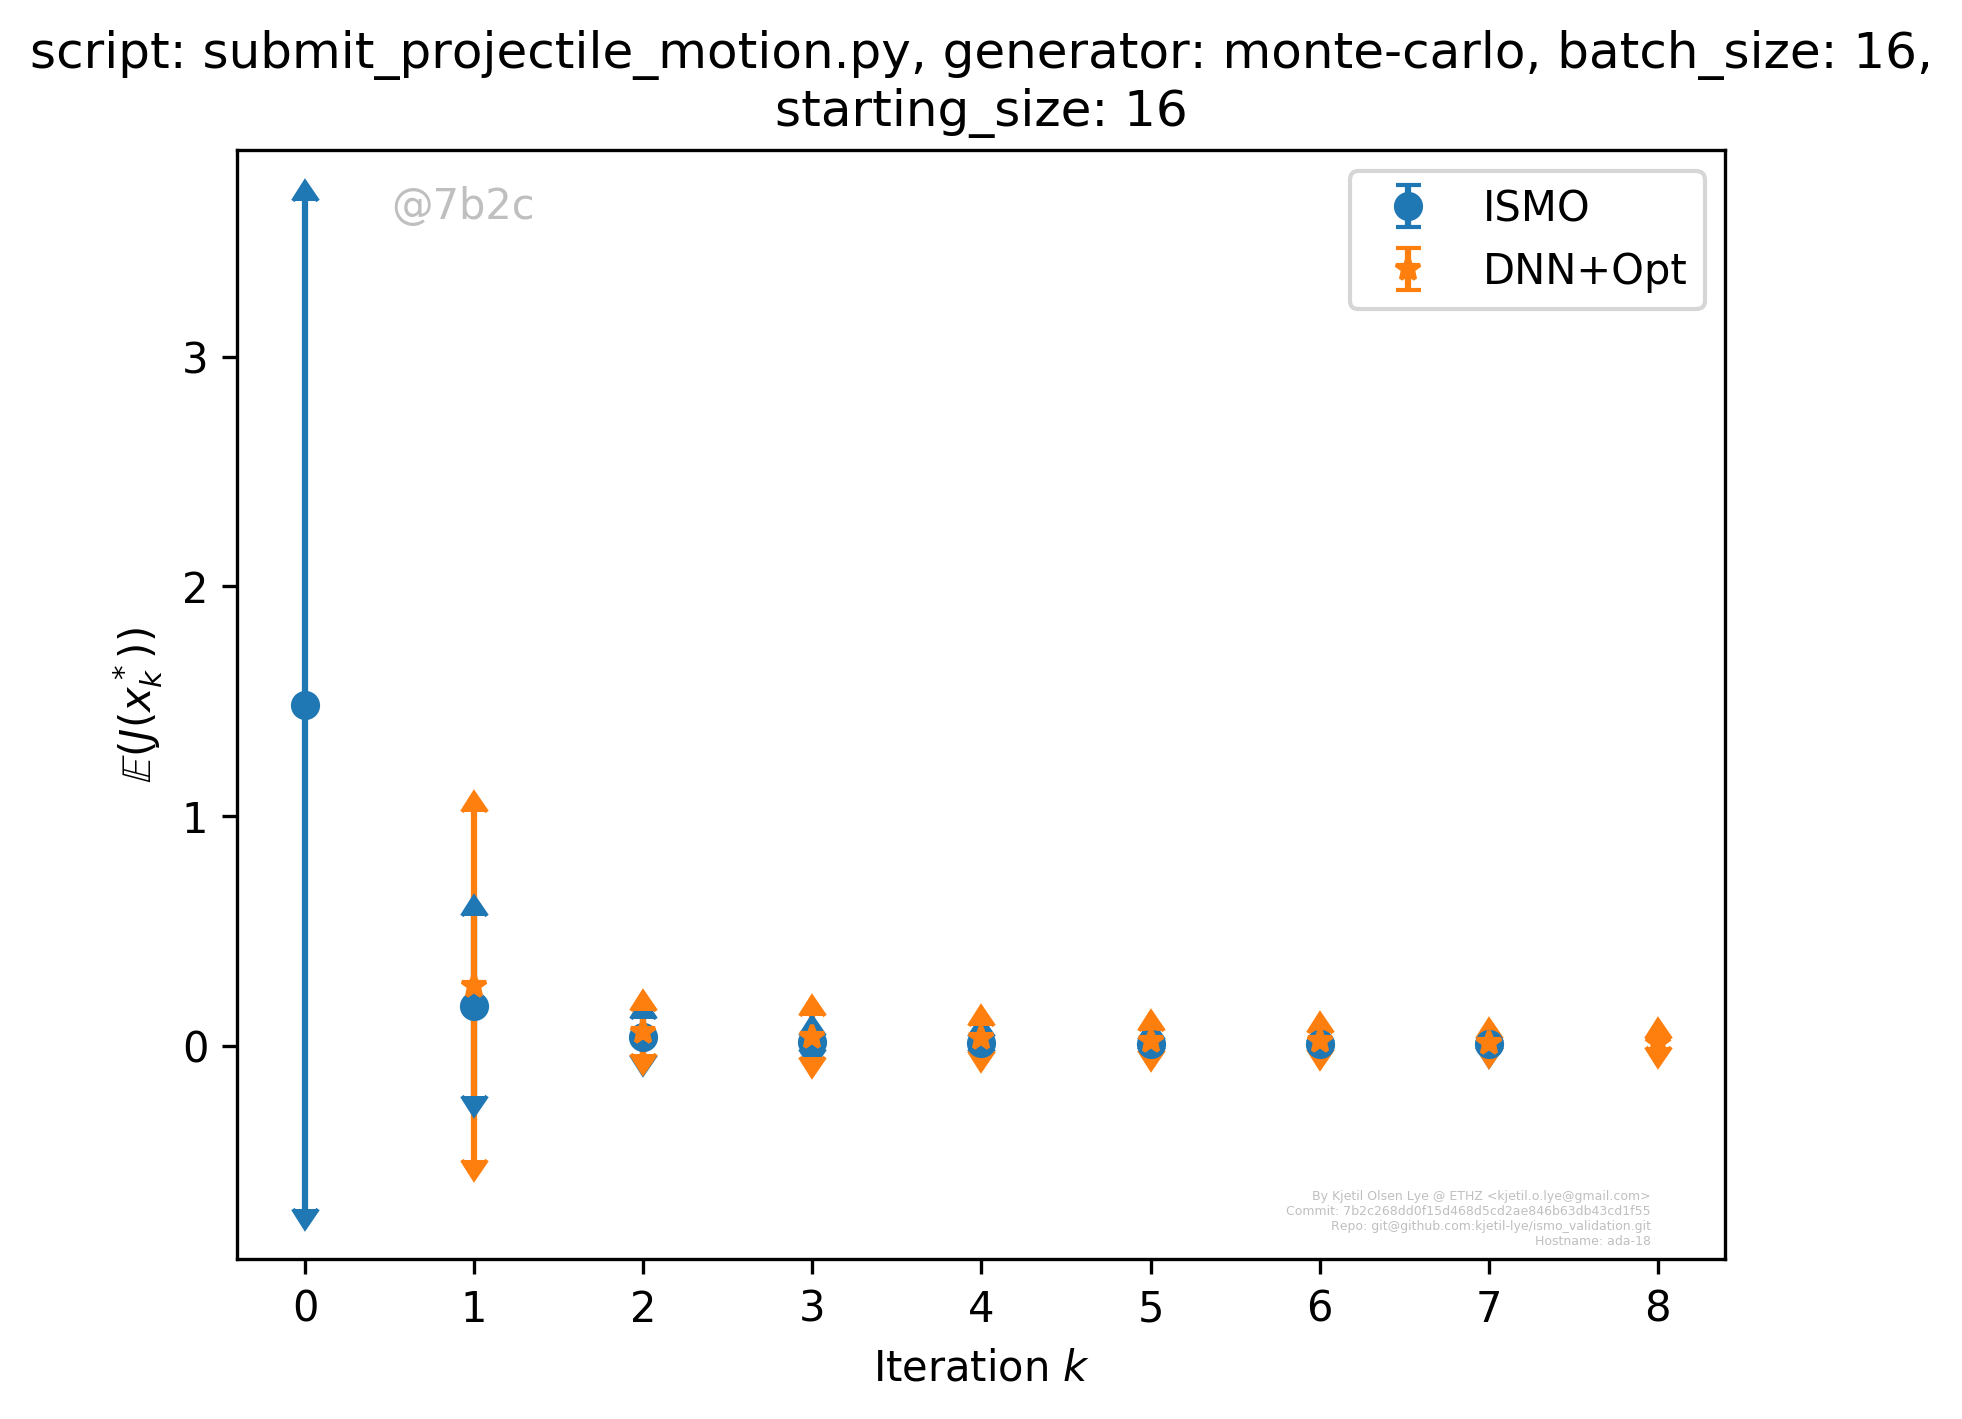 script: submit_projectile_motion.py, generator: monte-carlo, batch_size: 16,
starting_size: 16
@7b2c
ISMO
DNN+Opt
3
2
1
0
𝔼(J(x_k^*))
0 1 2 3 4 5 6 7 8
Iteration k
By Kjetil Olsen Lye @ ETHZ <kjetil.o.lye@gmail.com>
Commit: 7b2c268dd0f15d468d5cd2ae846b63db43cd1f55
Repo: git@github.com:kjetil-lye/ismo_validation.git
Hostname: ada-18